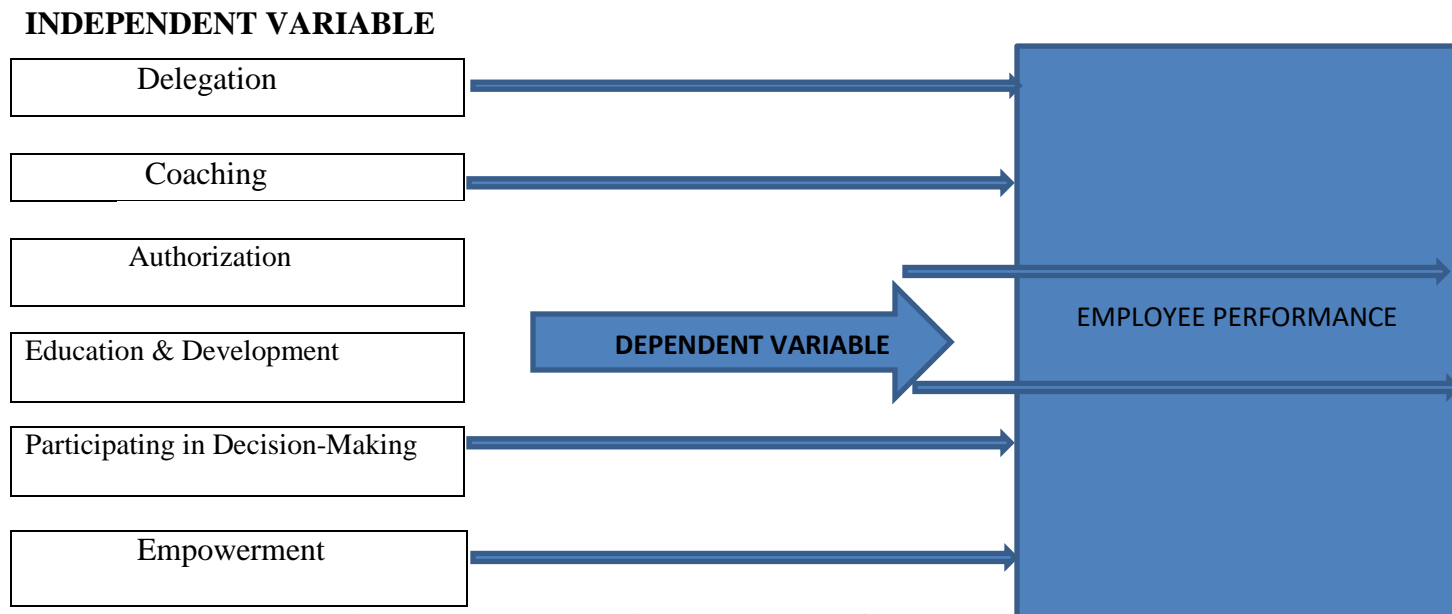 INDEPENDENT VARIABLE
Delegation
Coaching
Authorization
EMPLOYEE PERFORMANCE
Education & Development
DEPENDENT VARIABLE
Participating in Decision-Making
Empowerment